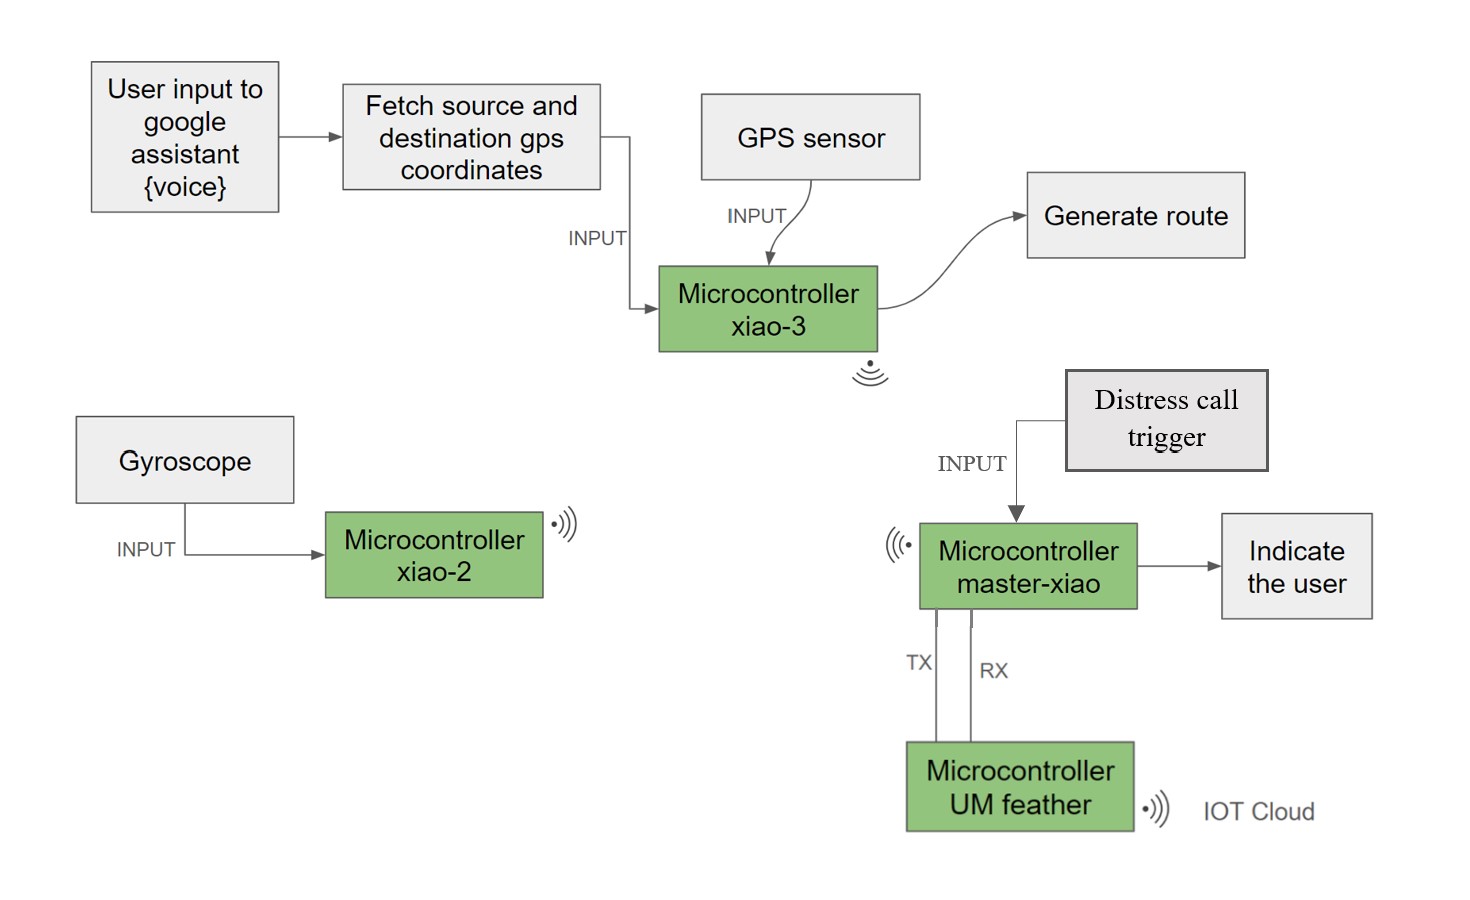 User input to
google
assistant
{voice}
Fetch source and
destination gps
coordinates
GPS sensor
INPUT
INPUT
Generate route
Microcontroller
xiao-3
Distress call
trigger
INPUT
Gyroscope
INPUT
Microcontroller
xiao-2
Microcontroller
master-xiao
Indicate
the user
TX
RX
Microcontroller
UM feather
IOT Cloud